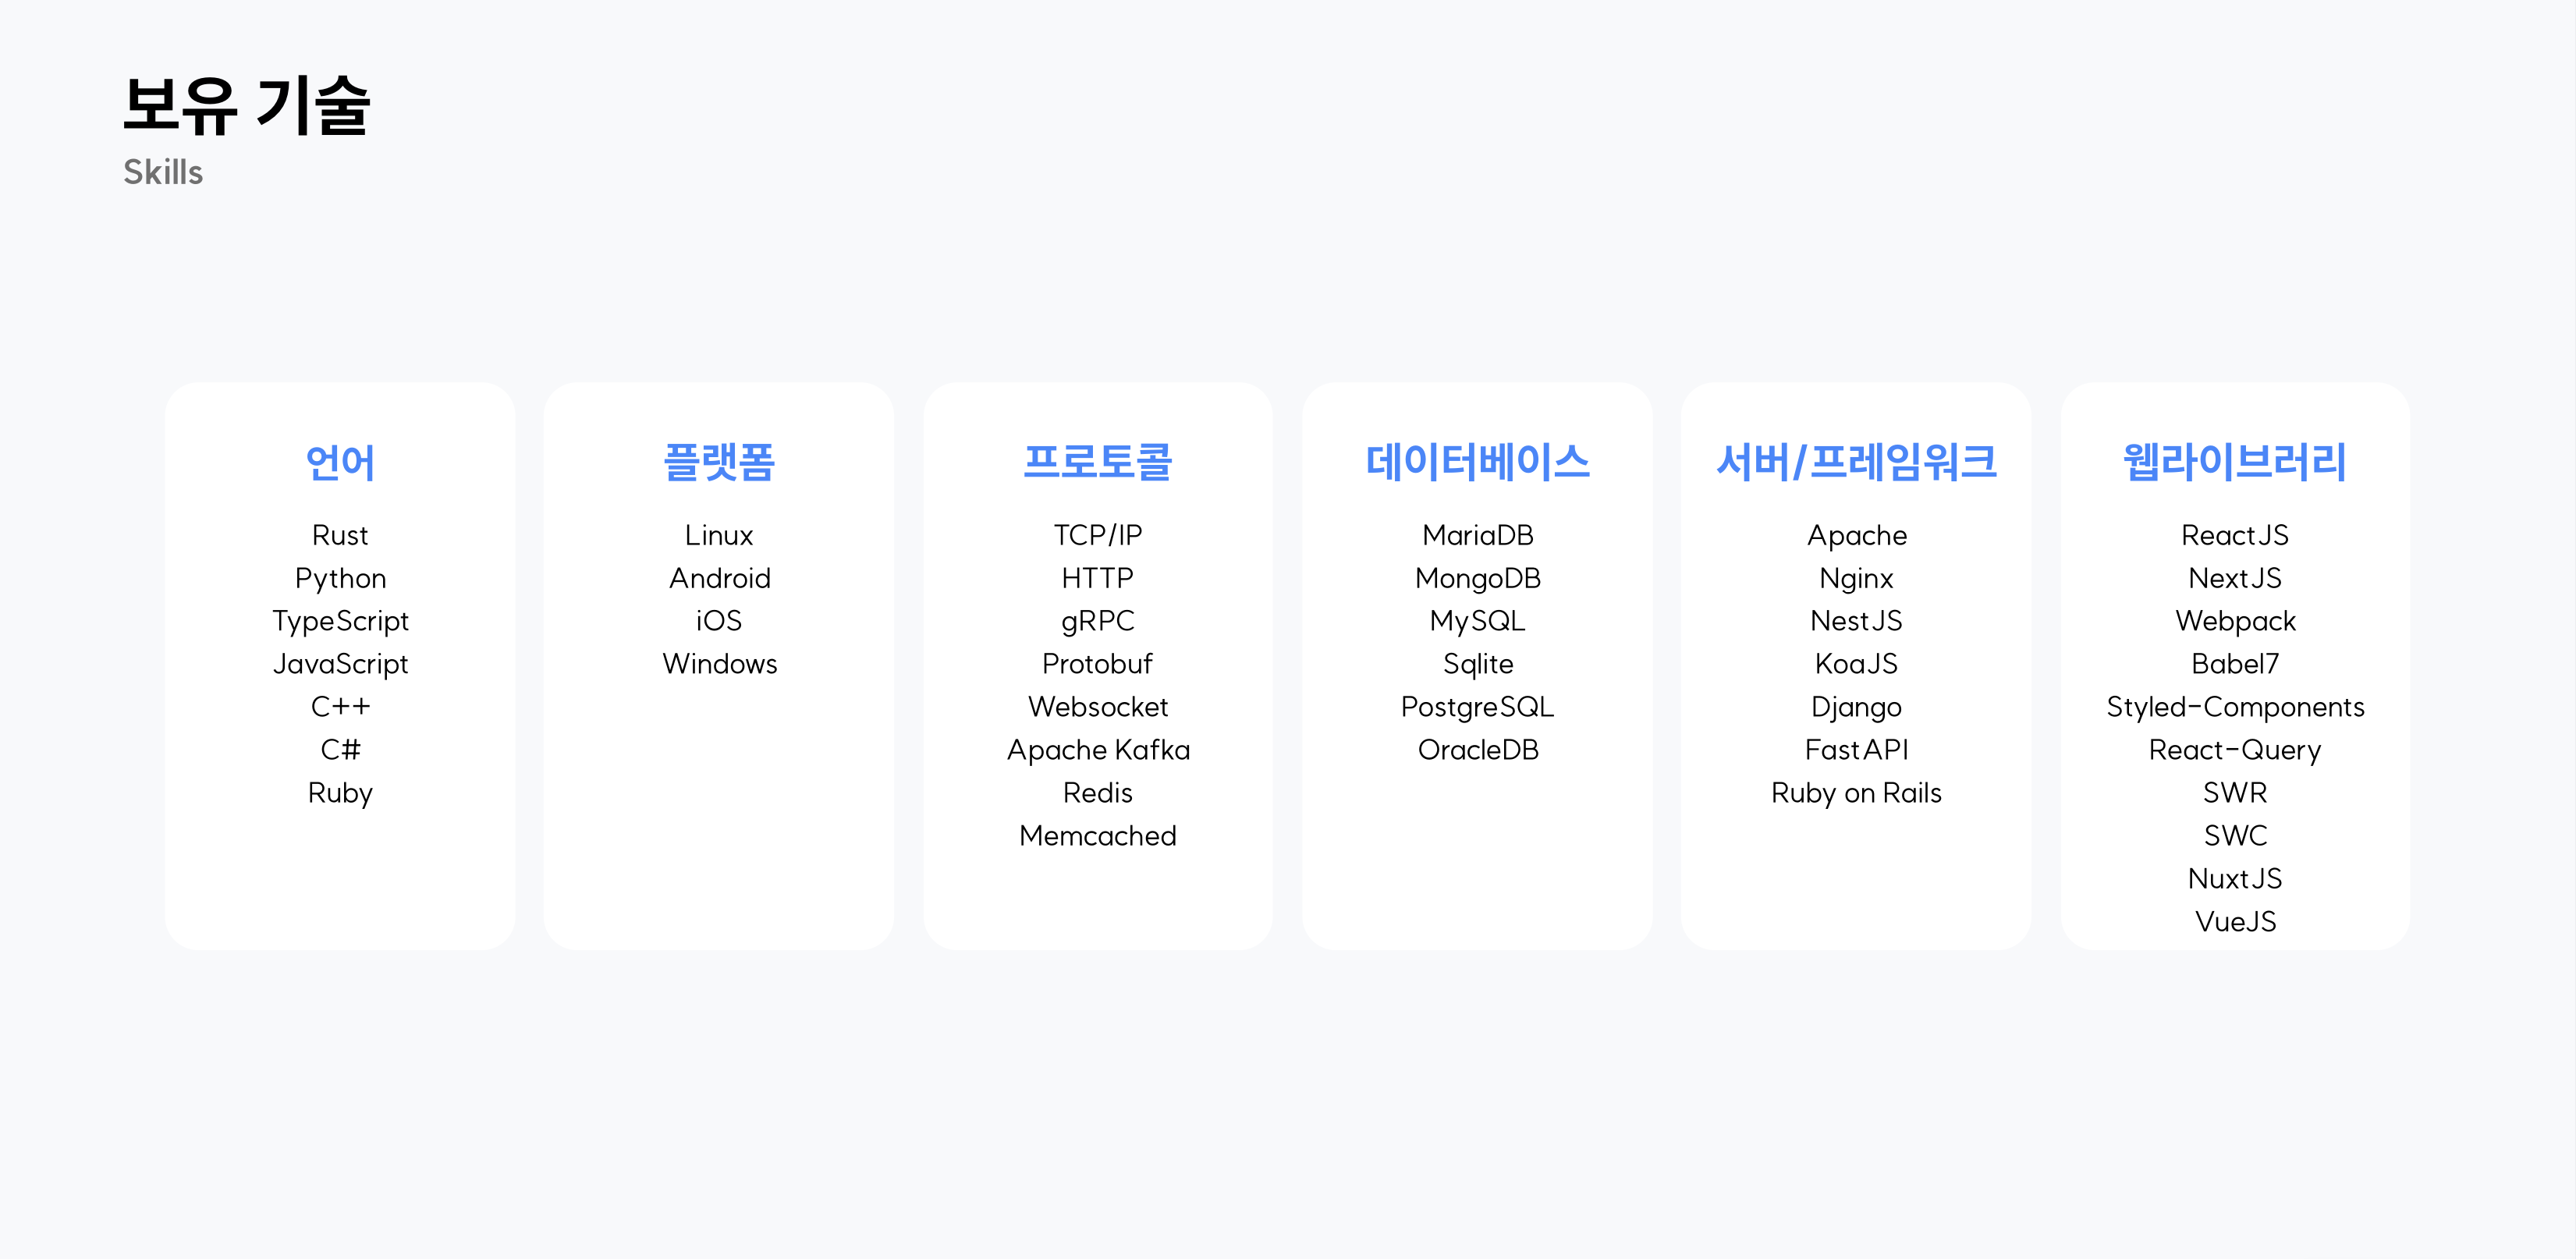 보유 기술
Skills
언어
Rust
Python
TypeScript
JavaScript
C++
C#
Ruby
플랫폼
Linux
Android
iOS
Windows
프로토콜
TCP/IP
HTTP
gRPC
Protobuf
Websocket
Apache Kafka
Redis
Memcached
데이터베이스
MariaDB
MongoDB
MySQL
Sqlite
PostgreSQL
OracleDB
서버/프레임워크
Apache
Nginx
NestJS
KoaJS
Django
FastAPI
Ruby on Rails
웹라이브러리
ReactJS
NextJS
Webpack
Babel7
Styled-Components
React-Query
SWR
SWC
NuxtJS
VueJS